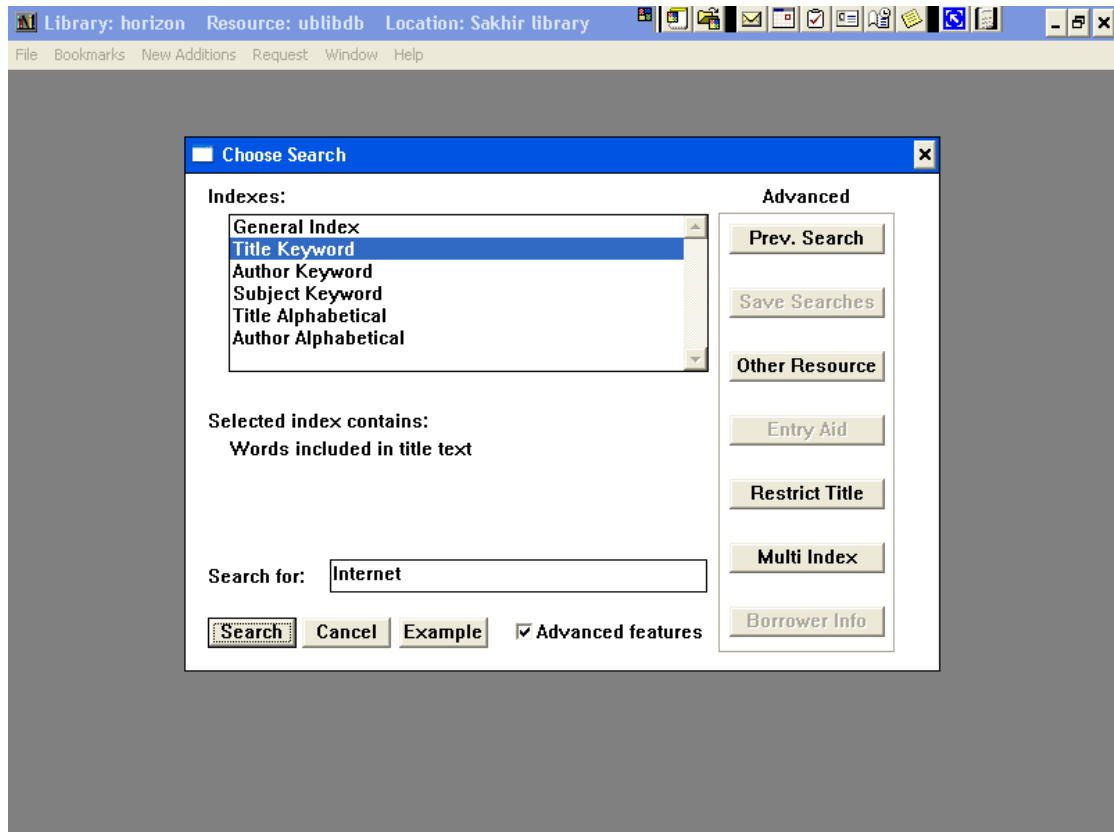 Library: horizon   Resource: ublibdb   Location: Sakhir library
File   Bookmarks   New Additions   Request   Window   Help
Choose Search
Indexes:
General Index
Title Keyword
Author Keyword
Subject Keyword
Title Alphabetical
Author Alphabetical
Selected index contains:
Words included in title text
Search for: Internet
Search   Cancel   Example   Advanced features
Advanced
Prev. Search
Save Searches
Other Resource
Entry Aid
Restrict Title
Multi Index
Borrower Info